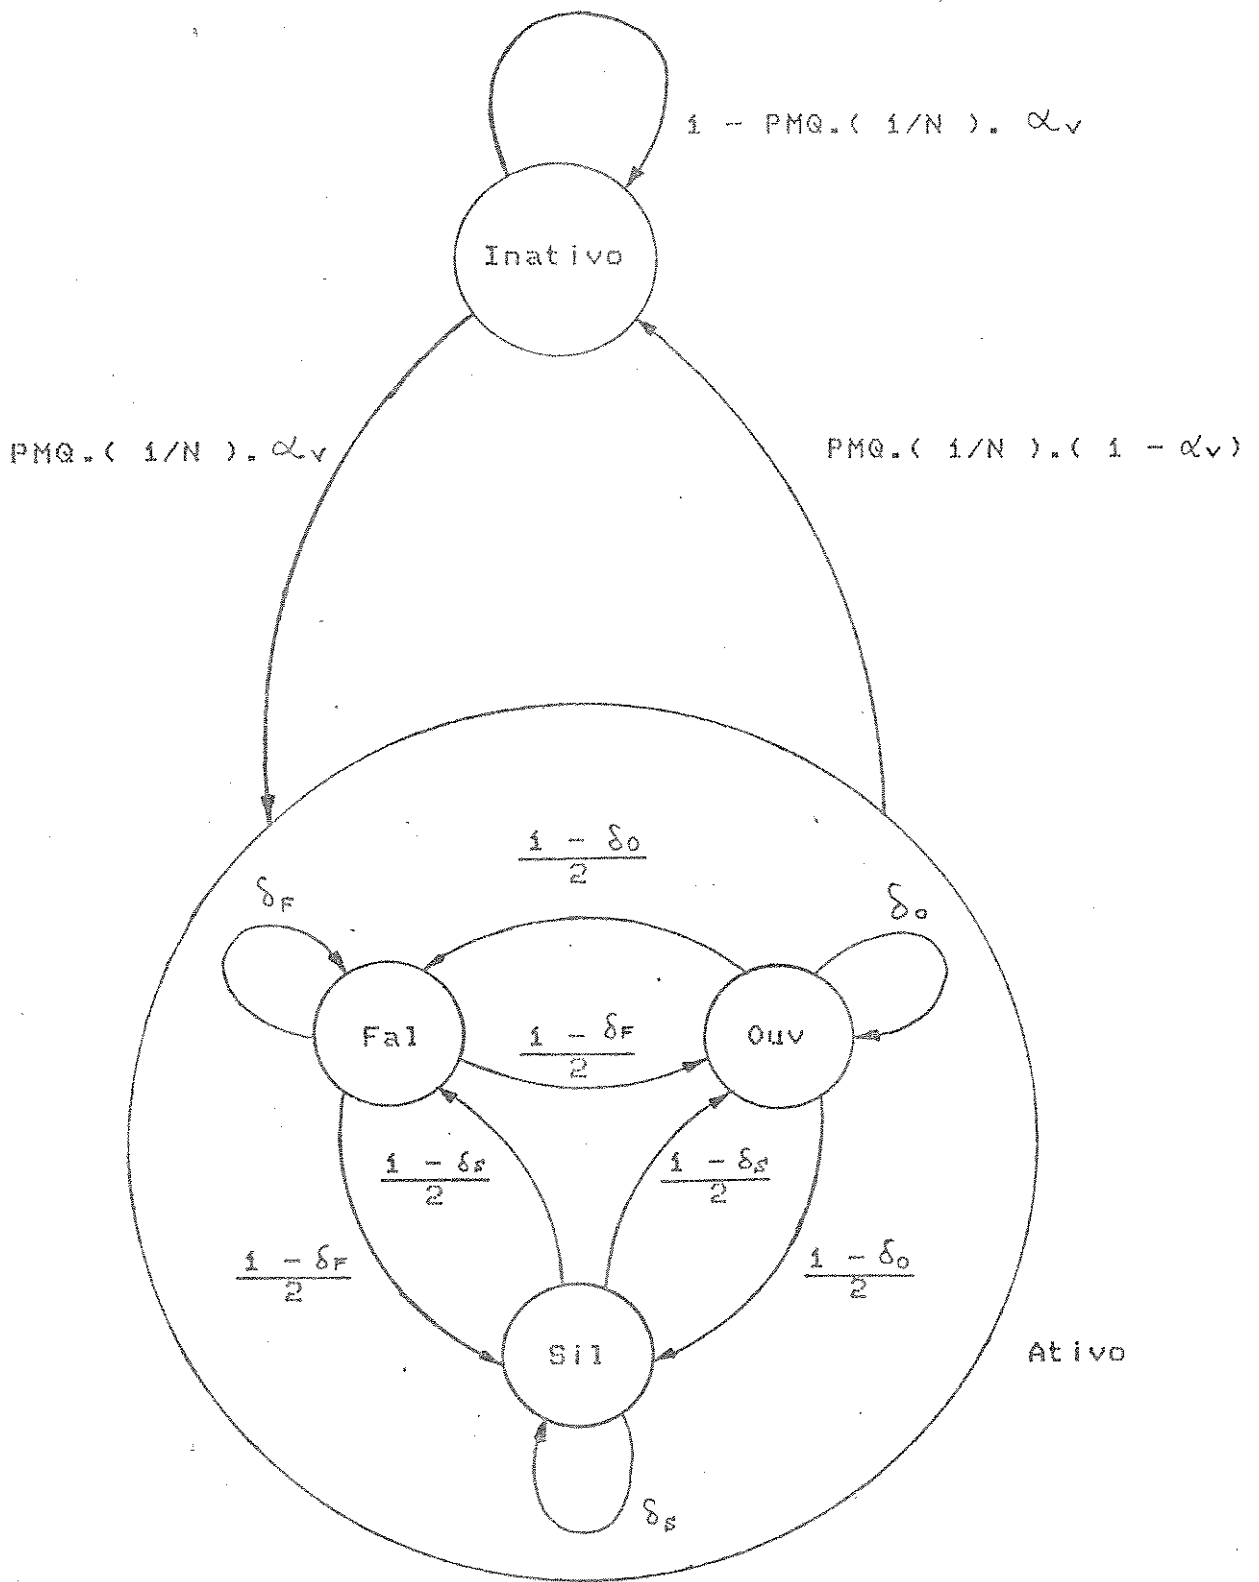 1 - PMQ.( 1/N ). αv
Inativo
PMQ.( 1/N ). αv
PMQ.( 1/N ).( 1 - αv)
1 - δo
2
δF
δo
Fal
1 - δF
2
Ouv
1 - δs
2
1 - δs
2
1 - δF
2
1 - δo
2
Sil
Ativo
δs